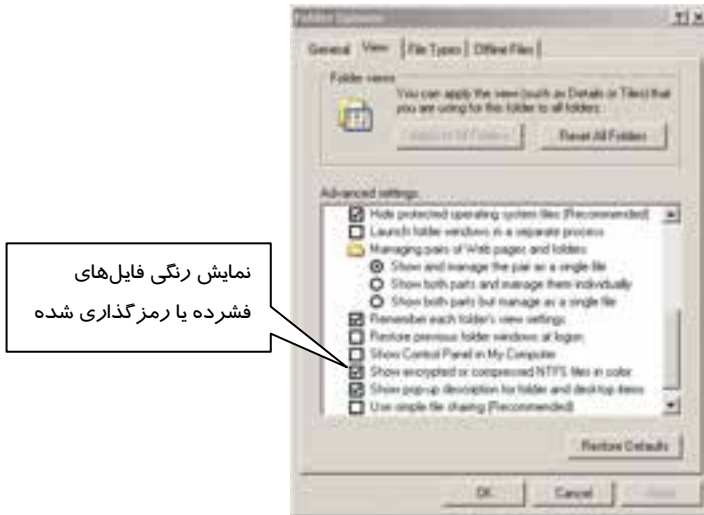 Folder Options
General
View
File Types
Offline Files
Folder views
You can apply the view (such as Details or Tiles) that
you are using for this folder to all folders.
Apply to All Folders
Reset All Folders
Advanced settings:
Hide protected operating system files (Recommended)
Launch folder windows in a separate process
Managing pairs of Web pages and folders
Show and manage the pair as a single file
Show both parts and manage them individually
Show both parts but manage as a single file
Remember each folder's view settings
Restore previous folder windows at logon
Show Control Panel in My Computer
Show encrypted or compressed NTFS files in color
Show pop-up description for folder and desktop items
Use simple file sharing (Recommended)
Restore Defaults
OK
Cancel
نمایش رنگی فایل‌های
فشرده یا رمزگذاری شده